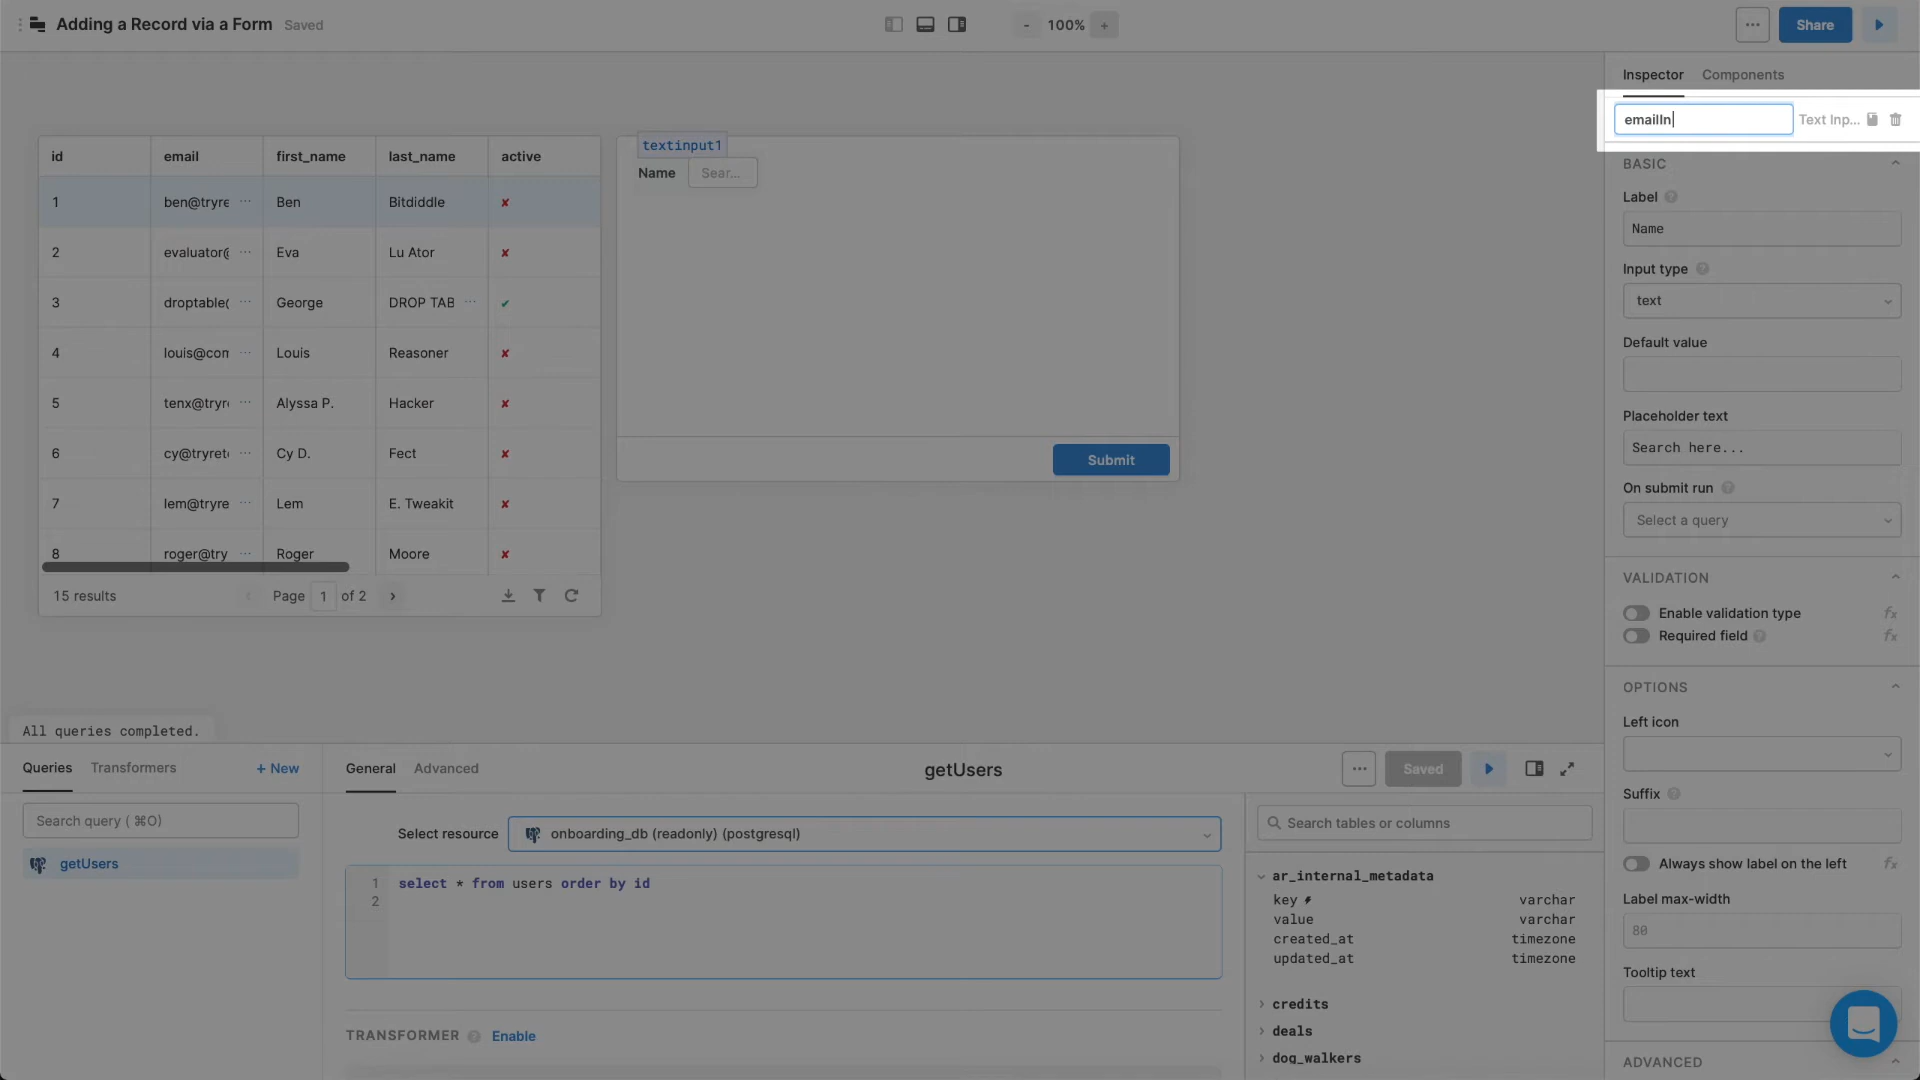 Adding a Record via a Form Saved
- 100% +
Share
Inspector Components
emailIn Text Inp...
id email first_name last_name active
1 ben@tryre ... Ben Bitdiddle ✘
2 evaluator@ ... Eva Lu Ator ✘
3 droptable@ ... George DROP TAB ... ✔
4 louis@com ... Louis Reasoner ✘
5 tenx@tryre ... Alyssa P. Hacker ✘
6 cy@tryreto ... Cy D. Fect ✘
7 lem@tryre ... Lem E. Tweakit ✘
8 roger@try ... Roger Moore ✘
15 results Page 1 of 2
textinput1
Name Sear...
Submit
BASIC
Label
Name
Input type
text
Default value
Placeholder text
Search here...
On submit run
Select a query
VALIDATION
Enable validation type fx
Required field fx
OPTIONS
Left icon
Suffix
Always show label on the left fx
Label max-width
80
Tooltip text
ADVANCED
All queries completed.
Queries Transformers + New
Search query ( ⌘O)
getUsers
General Advanced getUsers ... Saved
Select resource onboarding_db (readonly) (postgresql)
1 select * from users order by id
2
TRANSFORMER Enable
Search tables or columns
ar_internal_metadata
key varchar
value varchar
created_at timezone
updated_at timezone
credits
deals
dog_walkers